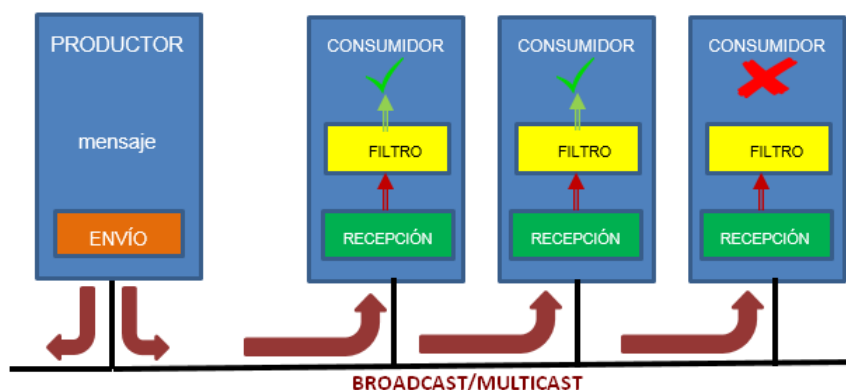 PRODUCTOR
mensaje
ENVÍO
CONSUMIDOR
FILTRO
RECEPCIÓN
CONSUMIDOR
FILTRO
RECEPCIÓN
CONSUMIDOR
FILTRO
RECEPCIÓN
BROADCAST/MULTICAST